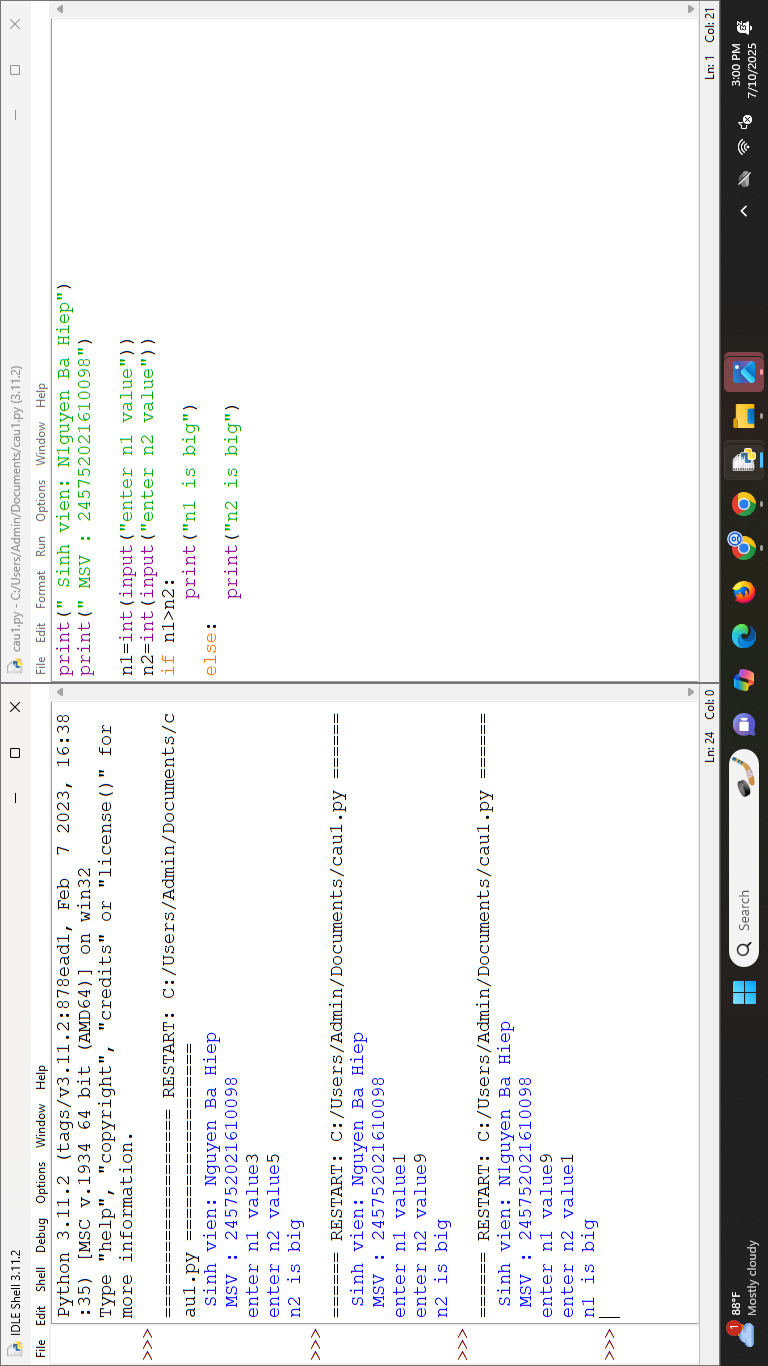 IDLE Shell 3.11.2
File Edit Shell Debug Options Window Help
Python 3.11.2 (tags/v3.11.2:878ead1, Feb  7 2023, 16:38
:35) [MSC v.1934 64 bit (AMD64)] on win32
Type "help", "copyright", "credits" or "license()" for
more information.
>>>
=================== RESTART: C:/Users/Admin/Documents/c
au1.py ==================
Sinh vien: Nguyen Ba Hiep
MSV : 245752021610098
enter n1 value3
enter n2 value5
n2 is big
>>>
====== RESTART: C:/Users/Admin/Documents/cau1.py ======
Sinh vien: Nguyen Ba Hiep
MSV : 245752021610098
enter n1 value1
enter n2 value9
n2 is big
>>>
====== RESTART: C:/Users/Admin/Documents/cau1.py ======
Sinh vien: N1guyen Ba Hiep
MSV : 245752021610098
enter n1 value9
enter n2 value1
n1 is big
>>>
Ln: 24 Col: 0
cau1.py - C:/Users/Admin/Documents/cau1.py (3.11.2)
File Edit Format Run Options Window Help
print(" Sinh vien: N1guyen Ba Hiep")
print(" MSV : 245752021610098")
n1=int(input("enter n1 value"))
n2=int(input("enter n2 value"))
if n1>n2:
print("n1 is big")
else:
print("n2 is big")
Ln: 1 Col: 21
1
88°F
Mostly cloudy
Search
3:00 PM
7/10/2025